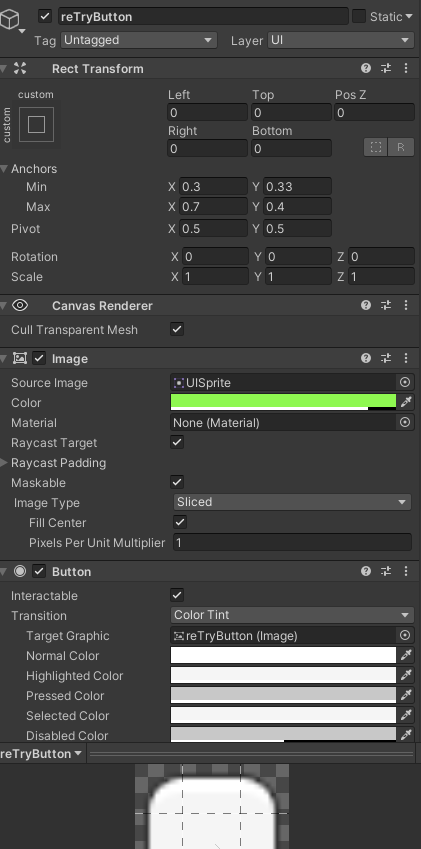 reTryButton Static
Tag Untagged Layer UI
Rect Transform
custom
custom
Left Top Pos Z
0 0 0
Right Bottom
0 0
R
Anchors
Min X 0.3 Y 0.33
Max X 0.7 Y 0.4
Pivot X 0.5 Y 0.5
Rotation X 0 Y 0 Z 0
Scale X 1 Y 1 Z 1
Canvas Renderer
Cull Transparent Mesh
Image
Source Image UISprite
Color
Material None (Material)
Raycast Target
Raycast Padding
Maskable
Image Type Sliced
Fill Center
Pixels Per Unit Multiplier 1
Button
Interactable
Transition Color Tint
Target Graphic reTryButton (Image)
Normal Color
Highlighted Color
Pressed Color
Selected Color
Disabled Color
reTryButton